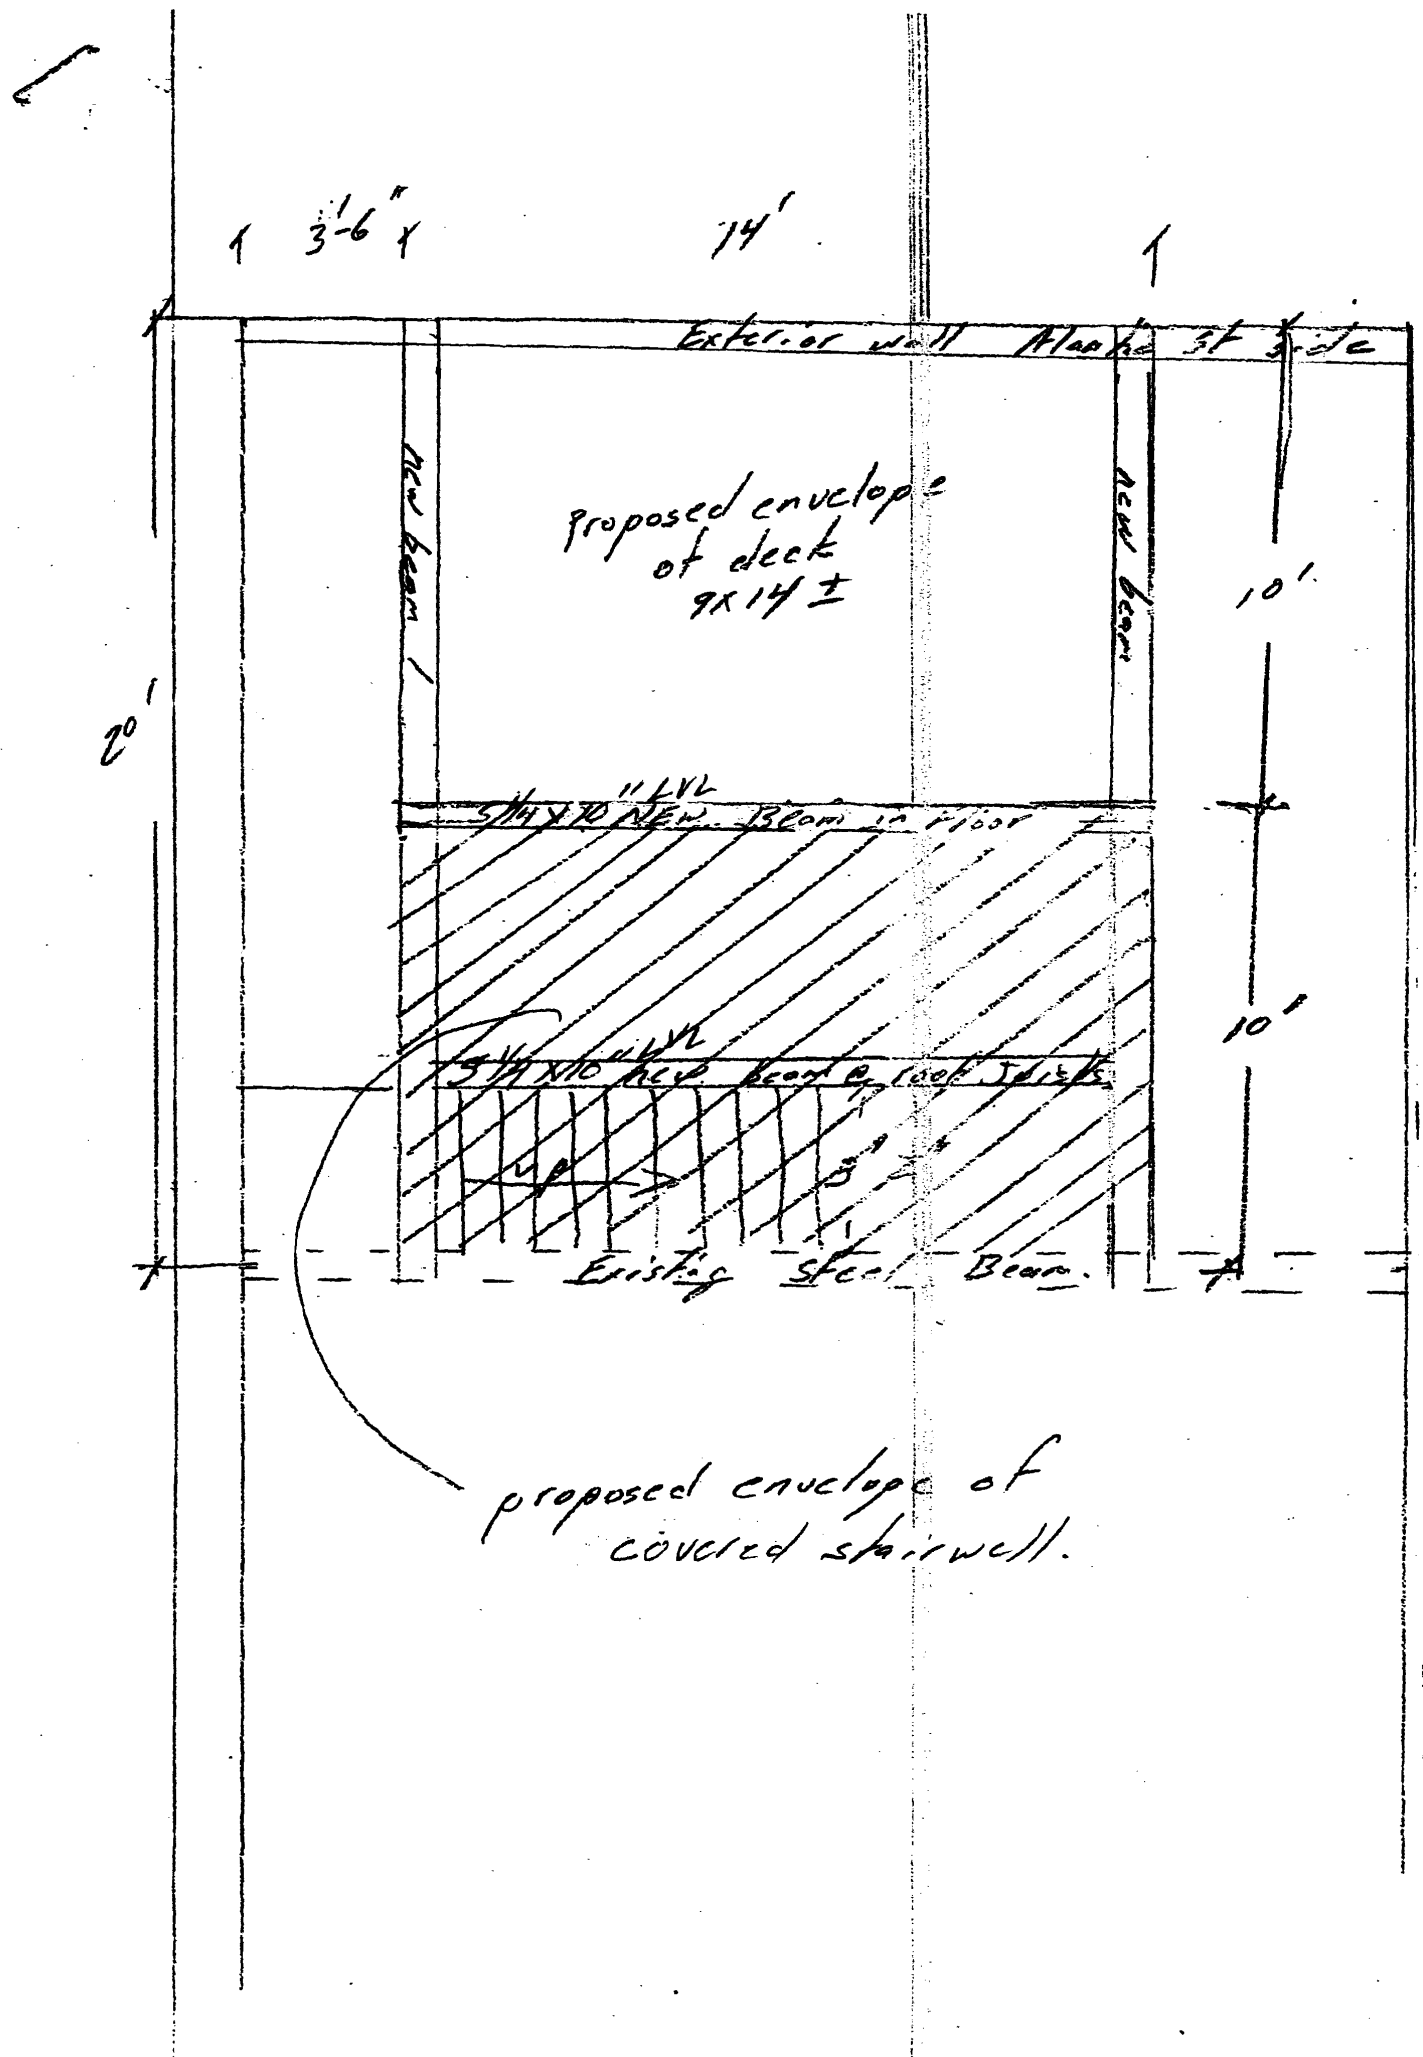 3'-6" 14'
Exterior wall St side
new beam
new beam
Proposed envelope
of deck
9x14 ±
10'
20'
5 1/4 x 10" LVL
NEW Beam in Floor
10'
5 1/4 x 10" LVL
new beam @ roof Joists
up
3'
Existing Steel Beam.
proposed envelope of
covered stairwell.